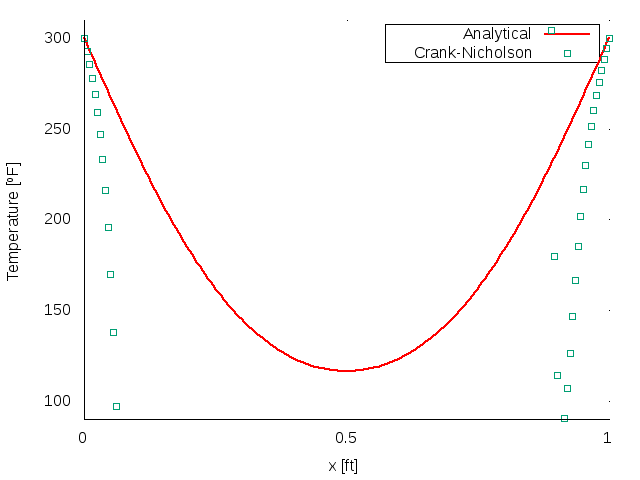 300
250
200
150
100
Temperature [ºF]
Analytical
Crank-Nicholson
0
0.5
1
x [ft]